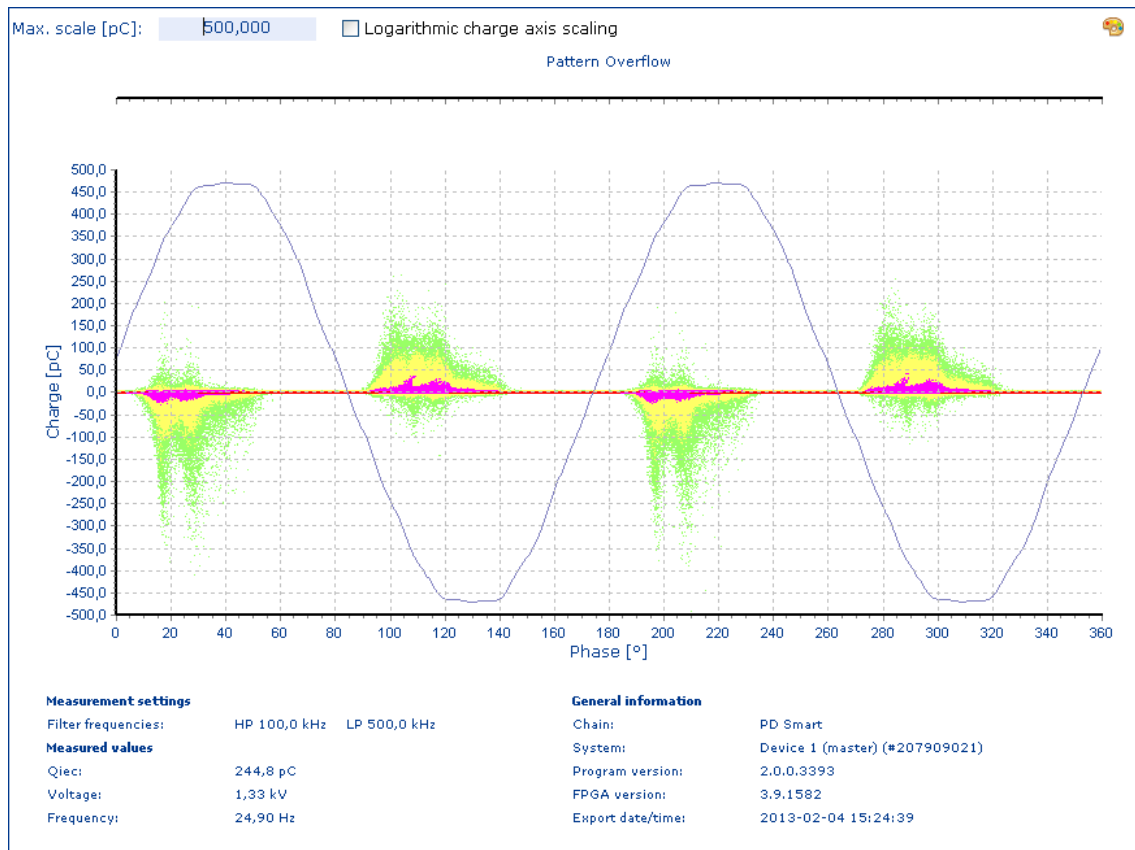 Max. scale [pC]: 500,000 Logarithmic charge axis scaling
Pattern Overflow
500,0
450,0
400,0
350,0
300,0
250,0
200,0
150,0
100,0
50,0
0,0
-50,0
-100,0
-150,0
-200,0
-250,0
-300,0
-350,0
-400,0
-450,0
-500,0
Charge [pC]
0 20 40 60 80 100 120 140 160 180 200 220 240 260 280 300 320 340 360
Phase [º]
Measurement settings
Filter frequencies: HP 100,0 kHz LP 500,0 kHz
Measured values
Qiec: 244,8 pC
Voltage: 1,33 kV
Frequency: 24,90 Hz
General information
Chain: PD Smart
System: Device 1 (master) (#207909021)
Program version: 2.0.0.3393
FPGA version: 3.9.1582
Export date/time: 2013-02-04 15:24:39